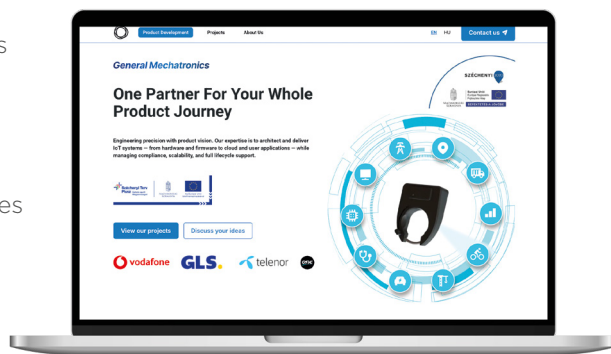 s
es
Product Development
Projects
About Us
EN
HU
Contact us
General Mechatronics
One Partner For Your Whole
Product Journey
Engineering precision with product vision. Our expertise is to architect and deliver
IoT systems — from hardware and firmware to cloud and user applications — while
managing compliance, scalability, and full lifecycle support.
SZÉCHENYI
Széchenyi Terv
Plusz
View our projects
Discuss your ideas
vodafone
GLS.
telenor
one